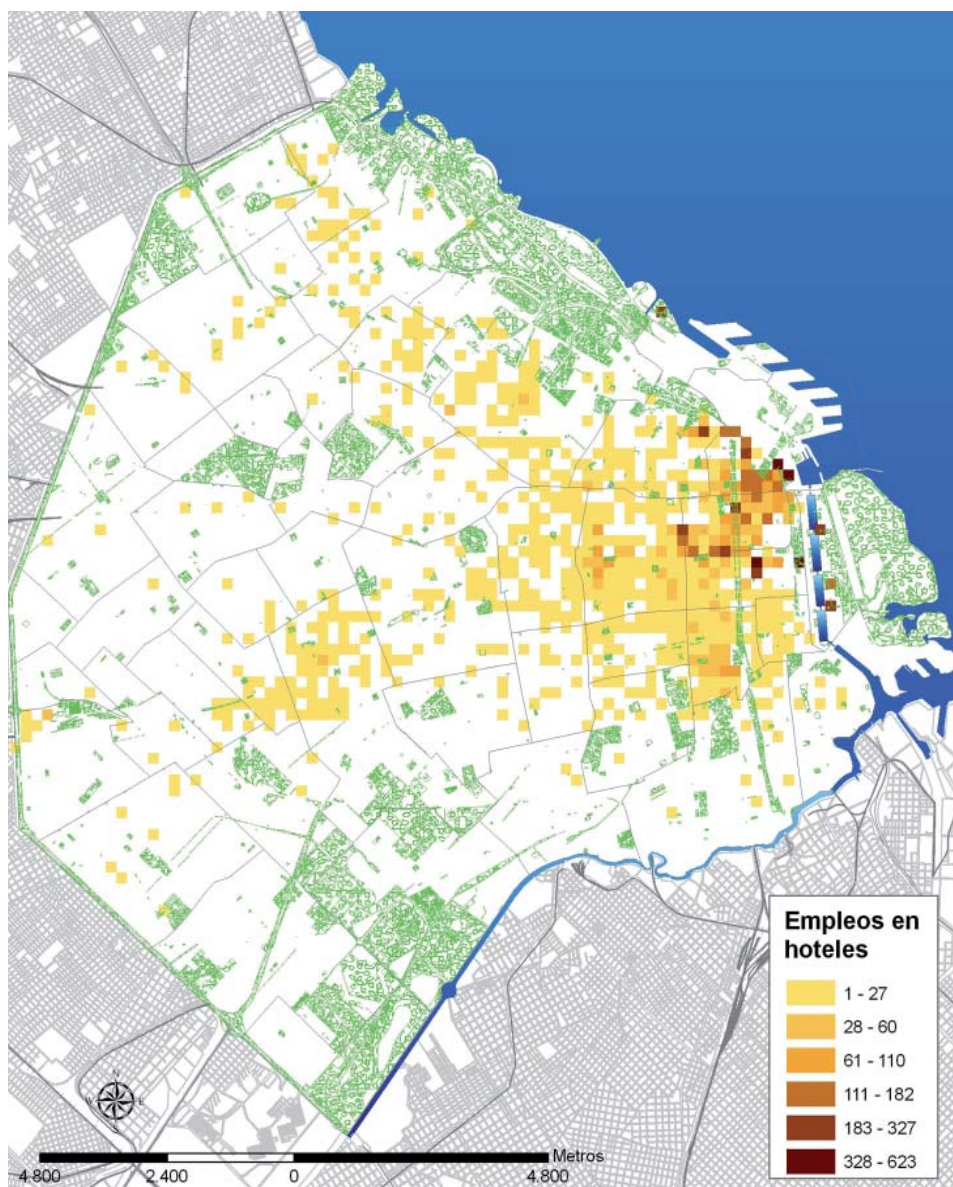 Empleos en
hoteles
1 - 27
28 - 60
61 - 110
111 - 182
183 - 327
328 - 623
N
W E
S
Metros
4.800 2.400 0 4.800